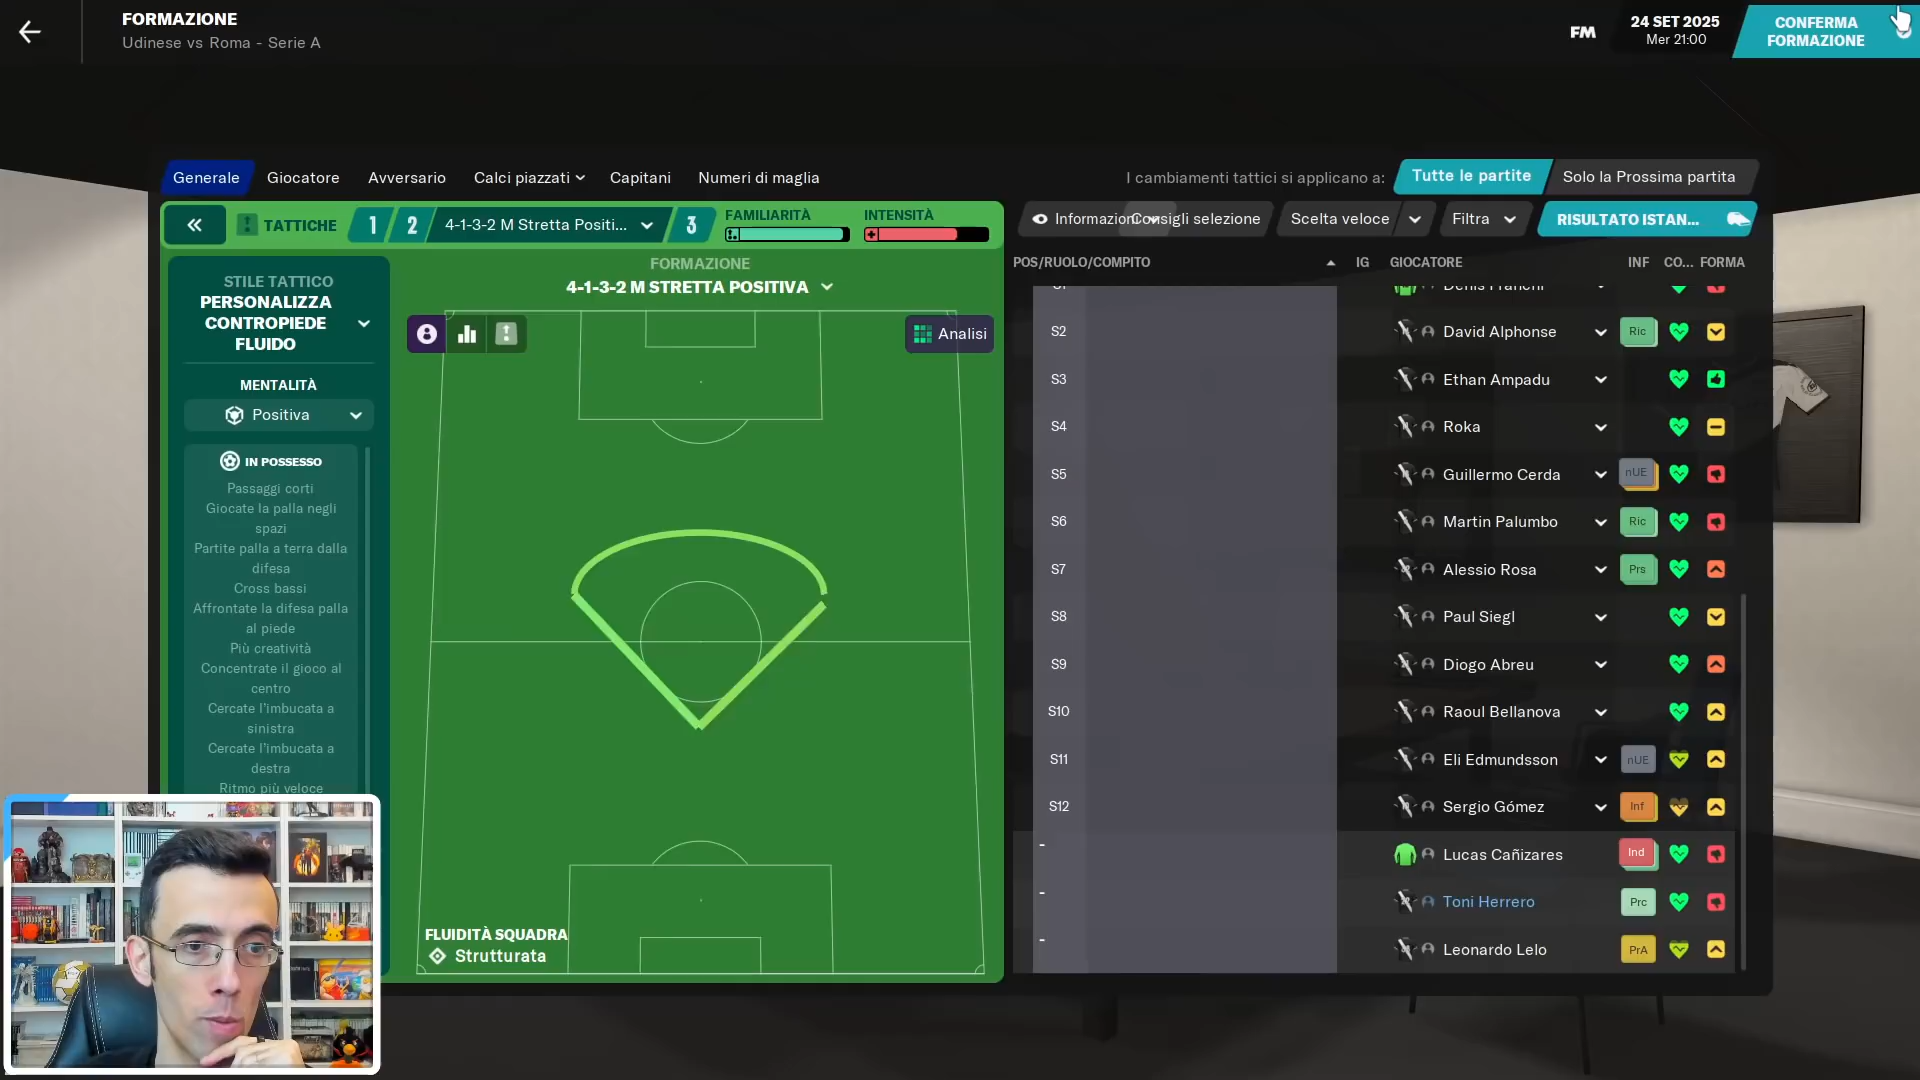 FORMAZIONE
Udinese vs Roma - Serie A
FM
24 SET 2025
Mer 21:00
CONFERMA
FORMAZIONE
Generale
Giocatore
Avversario
Calci piazzati
Capitani
Numeri di maglia
I cambiamenti tattici si applicano a:
Tutte le partite
Solo la Prossima partita
TATTICHE
1
2
4-1-3-2 M Stretta Positi...
3
FAMILIARITÀ
INTENSITÀ
Informazioni
Consigli selezione
Scelta veloce
Filtra
RISULTATO ISTAN...
STILE TATTICO
PERSONALIZZA
CONTROPIEDE
FLUIDO
MENTALITÀ
Positiva
IN POSSESSO
Passaggi corti
Giocate la palla negli
spazi
Partite palla a terra dalla
difesa
Cross bassi
Affrontate la difesa palla
al piede
Più creatività
Concentrate il gioco al
centro
Cercate l'imbucata a
sinistra
Cercate l'imbucata a
destra
Ritmo più veloce
FORMAZIONE
4-1-3-2 M STRETTA POSITIVA
Analisi
FLUIDITÀ SQUADRA
Strutturata
POS/RUOLO/COMPITO IG GIOCATORE INF CO... FORMA
S1 Denis Franchi
S2 David Alphonse Ric
S3 Ethan Ampadu
S4 Roka
S5 Guillermo Cerda nUE
S6 Martin Palumbo Ric
S7 Alessio Rosa Prs
S8 Paul Siegl
S9 Diogo Abreu
S10 Raoul Bellanova
S11 Eli Edmundsson nUE
S12 Sergio Gómez Inf
- Lucas Cañizares Ind
- Toni Herrero Prc
- Leonardo Lelo PrA